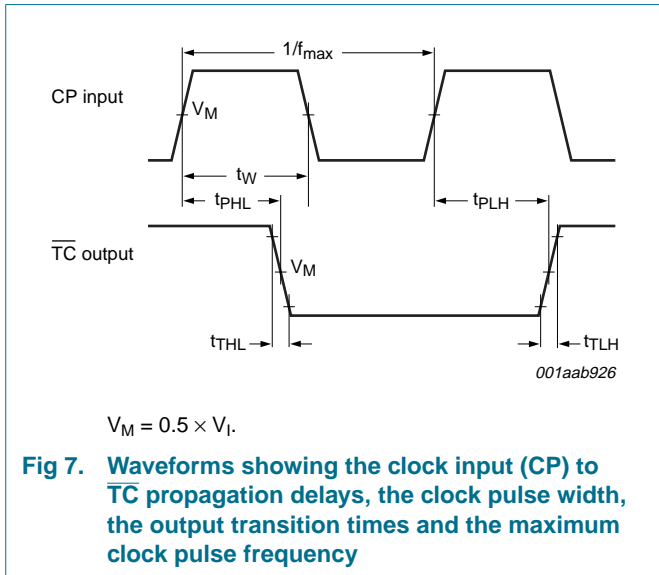 1/fmax
CP input
VM
tW
tPHL
tPLH
TC output
VM
tTHL
tTLH
001aab926
VM = 0.5 × VI.
Fig 7. Waveforms showing the clock input (CP) to
TC propagation delays, the clock pulse width,
the output transition times and the maximum
clock pulse frequency